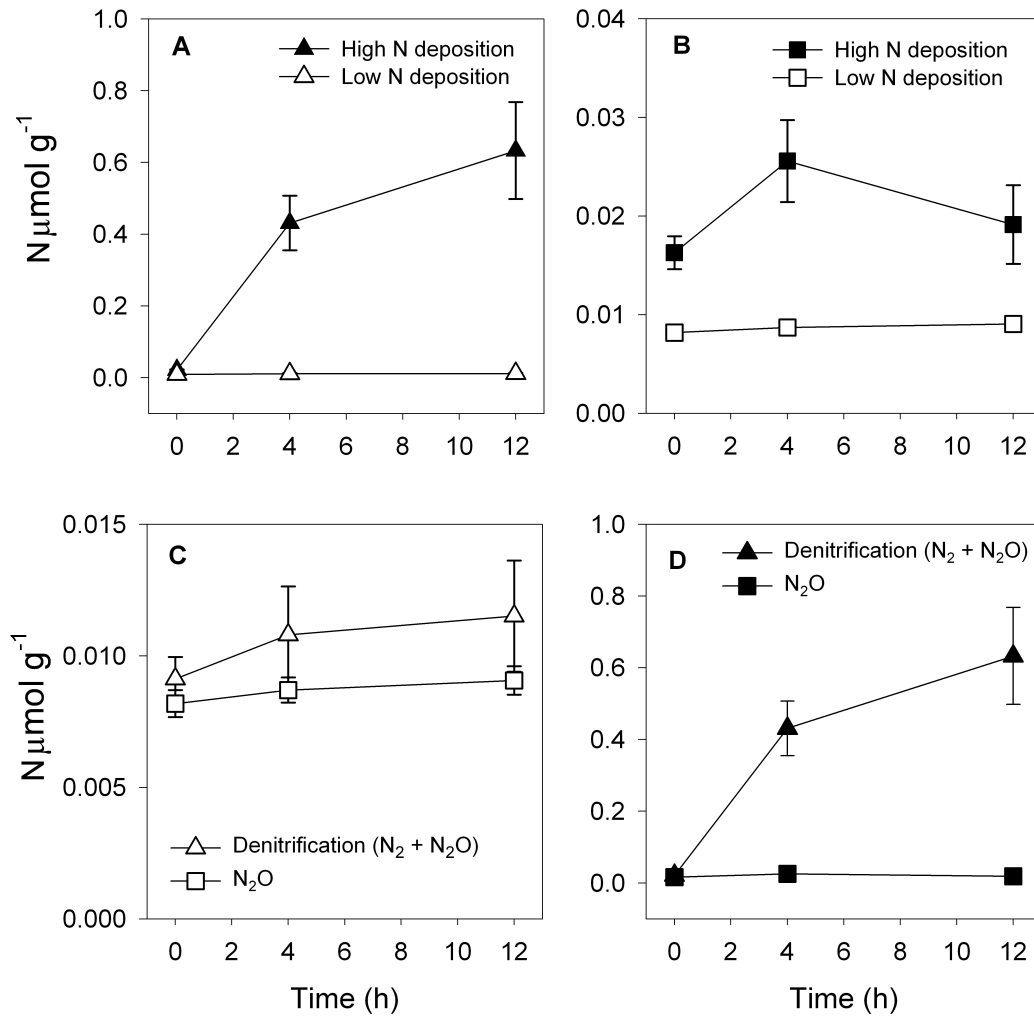 A
High N deposition
Low N deposition
1.0
0.8
0.6
0.4
0.2
0.0
Nμmol g⁻¹
0 2 4 6 8 10 12
B
High N deposition
Low N deposition
0.04
0.03
0.02
0.01
0.00
0 2 4 6 8 10 12
C
0.015
0.010
0.005
0.000
Nμmol g⁻¹
Denitrification (N₂ + N₂O)
N₂O
0 2 4 6 8 10 12
Time (h)
D
Denitrification (N₂ + N₂O)
N₂O
1.0
0.8
0.6
0.4
0.2
0.0
0 2 4 6 8 10 12
Time (h)